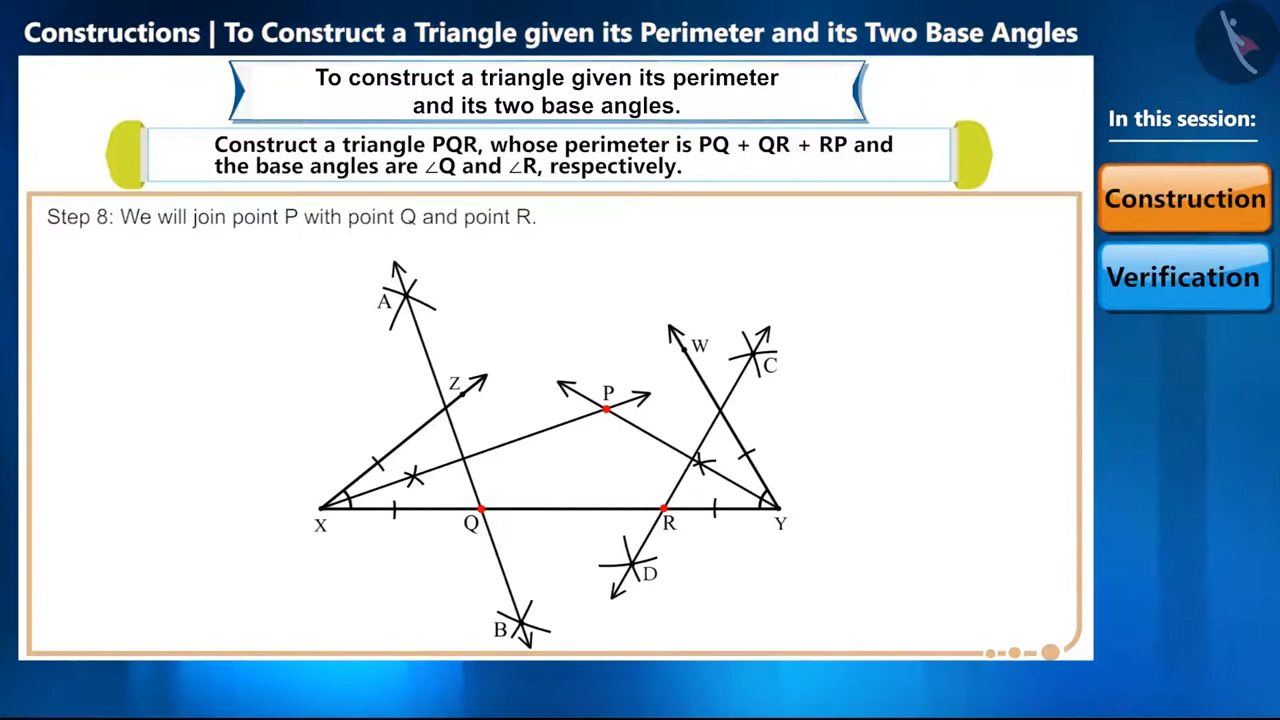 Constructions | To Construct a Triangle given its Perimeter and its Two Base Angles
To construct a triangle given its perimeter
and its two base angles.
Construct a triangle PQR, whose perimeter is PQ + QR + RP and
the base angles are ∠Q and ∠R, respectively.
In this session:
Construction
Verification
Step 8: We will join point P with point Q and point R.
A
Z
P
W
C
X
Q
R
Y
D
B